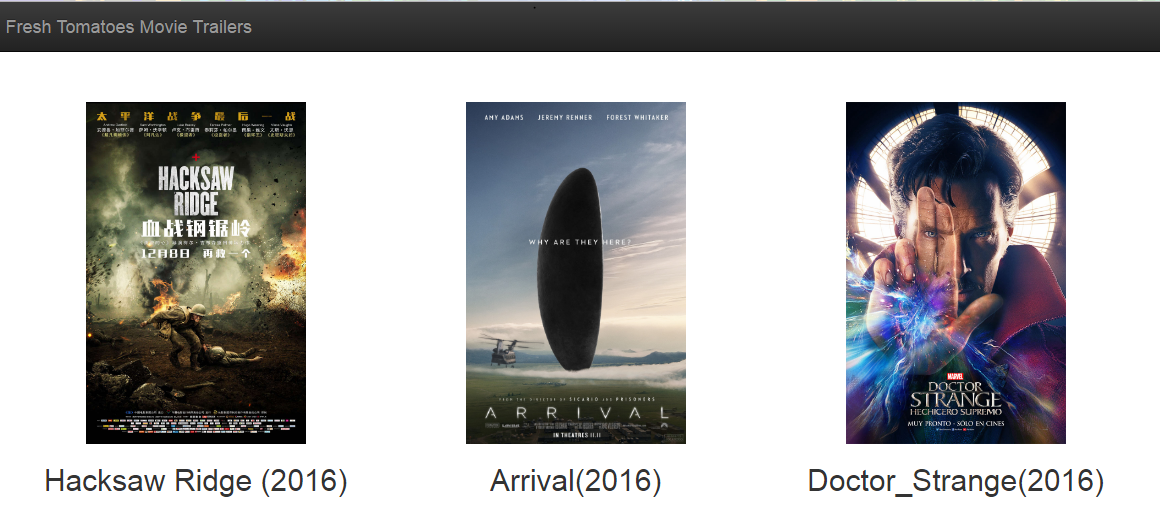 Fresh Tomatoes Movie Trailers
太平洋战争最后一战
HACKSAW
RIDGE
血战钢锯岭
12月8日 再救一个
Hacksaw Ridge (2016)
AMY ADAMS JEREMY RENNER FOREST WHITAKER
WHY ARE THEY HERE?
FROM THE DIRECTOR OF SICARIO AND PRISONERS
ARRIVAL
IN THEATRES 11.11
Arrival(2016)
MARVEL
DOCTOR
STRANGE
HECHICERO SUPREMO
MUY PRONTO - SÓLO EN CINES
Doctor_Strange(2016)